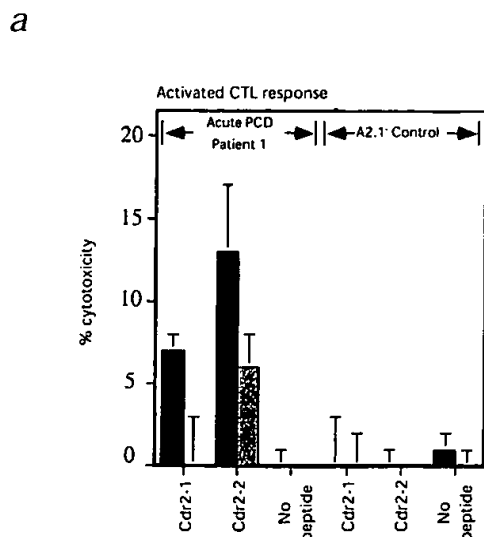 a
Activated CTL response
Acute PCD
Patient 1
A2.1- Control
20
15
10
5
0
% cytotoxicity
Cdr2-1
Cdr2-2
No
peptide
Cdr2-1
Cdr2-2
No
peptide